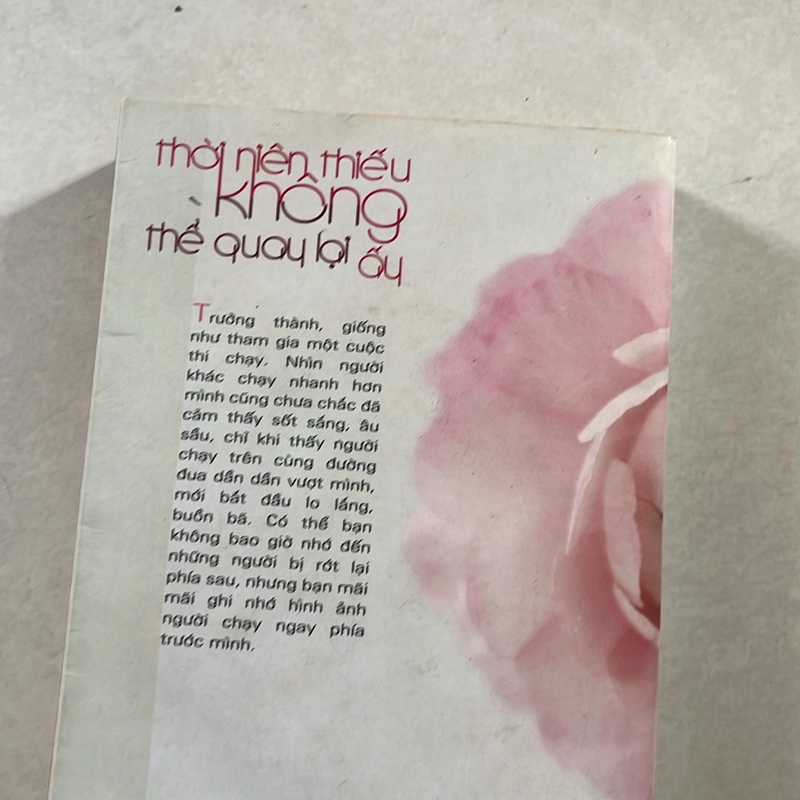 thời niên thiếu
không
thể quay lại ấy
Trưởng thành, giống
như tham gia một cuộc
thi chạy. Nhìn người
khác chạy nhanh hơn
mình cũng chưa chắc đã
cảm thấy sốt sắng, âu
sầu, chỉ khi thấy người
chạy trên cùng đường
đua dần dần vượt mình,
mới bắt đầu lo lắng,
buồn bã. Có thể bạn
không bao giờ nhớ đến
những người bị rớt lại
phía sau, nhưng bạn mãi
mãi ghi nhớ hình ảnh
người chạy ngay phía
trước mình.